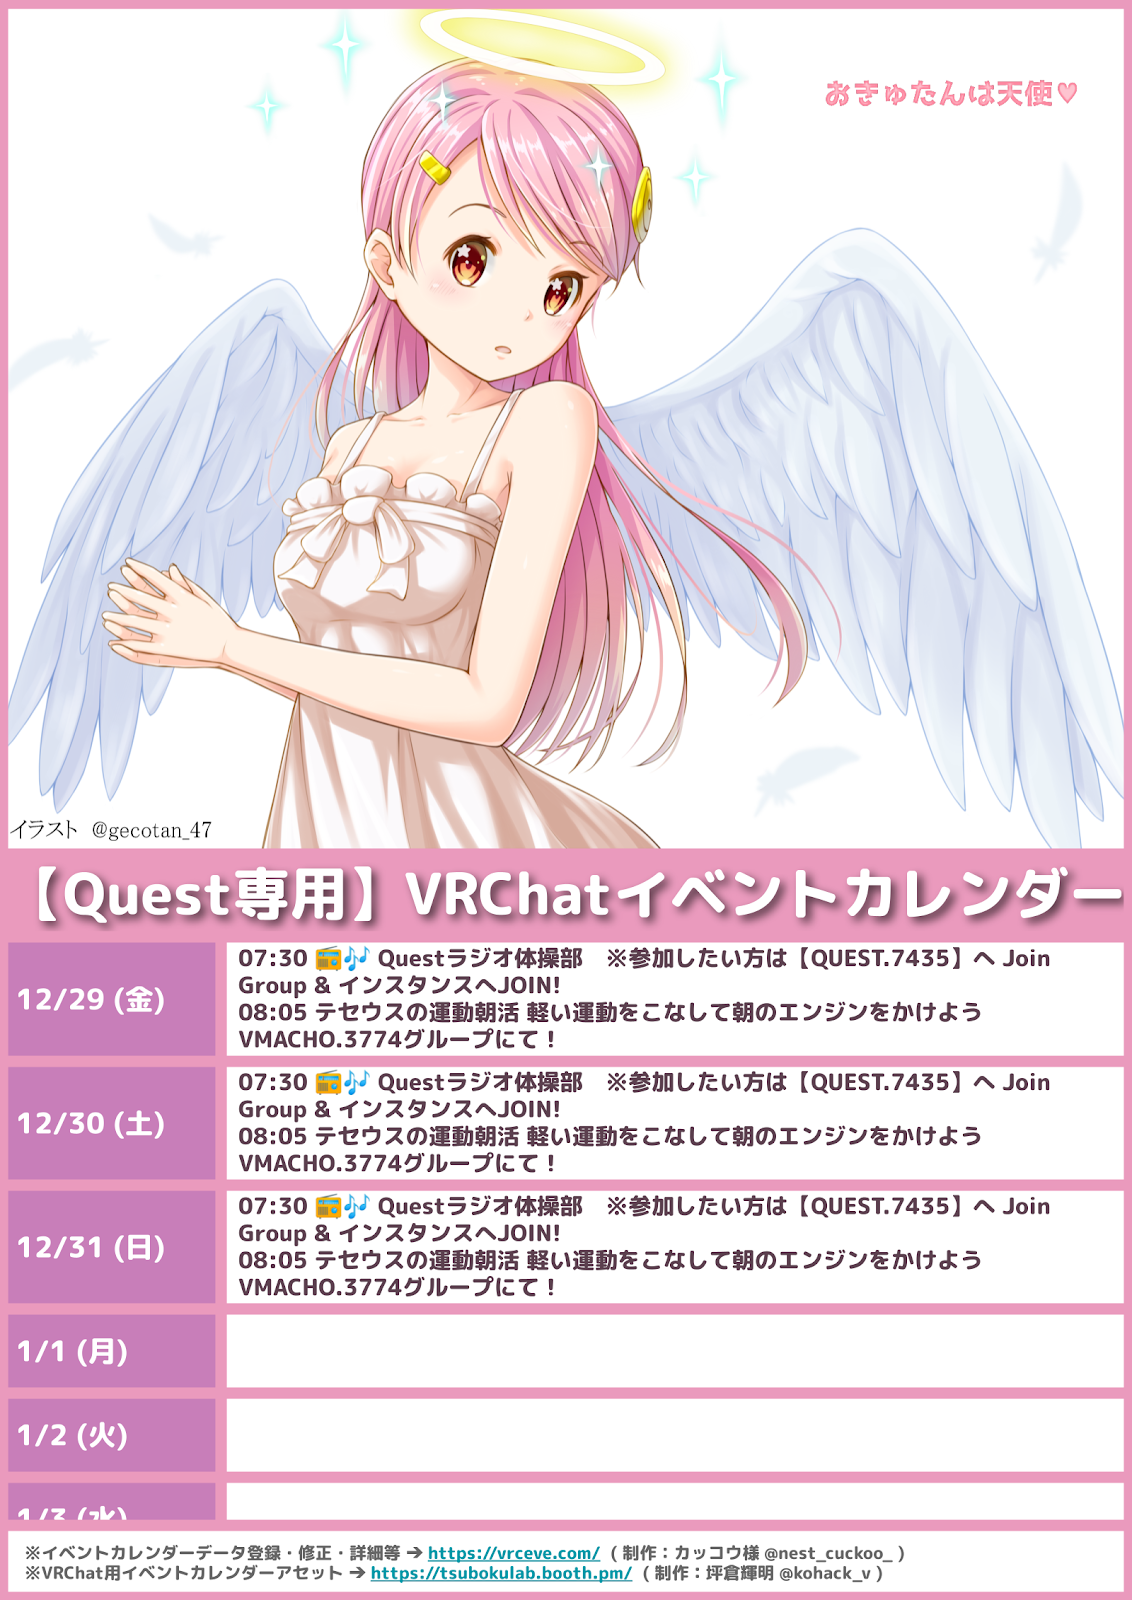 おきゅたんは天使♡
イラスト @gecotan_47
【Quest専用】VRChatイベントカレンダー
12/29 (金)
07:30 📻🎶 Questラジオ体操部　※参加したい方は【QUEST.7435】へ Join
Group & インスタンスへJOIN!
08:05 テセウスの運動朝活 軽い運動をこなして朝のエンジンをかけよう
VMACHO.3774グループにて！
12/30 (土)
07:30 📻🎶 Questラジオ体操部　※参加したい方は【QUEST.7435】へ Join
Group & インスタンスへJOIN!
08:05 テセウスの運動朝活 軽い運動をこなして朝のエンジンをかけよう
VMACHO.3774グループにて！
12/31 (日)
07:30 📻🎶 Questラジオ体操部　※参加したい方は【QUEST.7435】へ Join
Group & インスタンスへJOIN!
08:05 テセウスの運動朝活 軽い運動をこなして朝のエンジンをかけよう
VMACHO.3774グループにて！
1/1 (月)
1/2 (火)
1/3 (水)
※イベントカレンダーデータ登録・修正・詳細等 ➔ https://vrceve.com/ ( 制作：カッコウ様 @nest_cuckoo_ )
※VRChat用イベントカレンダーアセット ➔ https://tsubokulab.booth.pm/ ( 制作：坪倉輝明 @kohack_v )